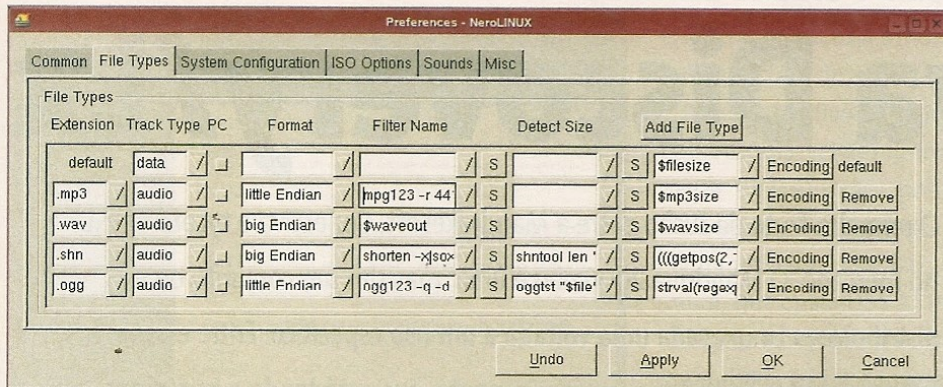 Preferences - NeroLINUX
Common File Types System Configuration ISO Options Sounds Misc
File Types
Extension Track Type PC Format Filter Name Detect Size Add File Type
default data / / / S / S $filesize / Encoding default
.mp3 / audio / little Endian / mpg123 -r 441 / S / S $mp3size / Encoding Remove
.wav / audio / big Endian / $waveout / S / S $wavsize / Encoding Remove
.shn / audio / big Endian / shorten -x|sox / S shntool len " / S (((getpos(2, / Encoding Remove
.ogg / audio / little Endian / ogg123 -q -d / S oggtst "$file" / S strval(regexq / Encoding Remove
Undo Apply OK Cancel